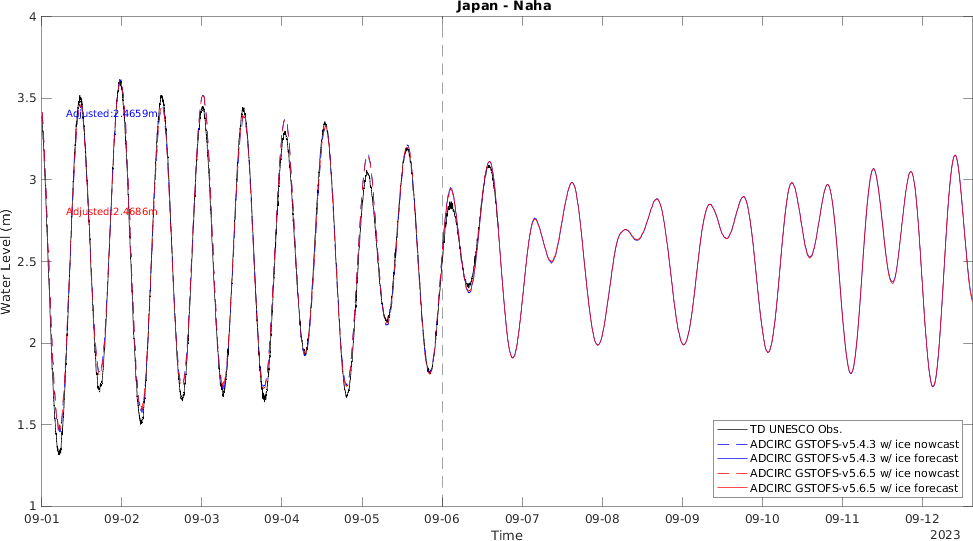 Japan - Naha
4
3.5
3
2.5
2
1.5
1
Water Level (m)
Adjusted:2.4659m
Adjusted:2.4686m
TD UNESCO Obs.
ADCIRC GSTOFS-v5.4.3 w/ ice nowcast
ADCIRC GSTOFS-v5.4.3 w/ ice forecast
ADCIRC GSTOFS-v5.6.5 w/ ice nowcast
ADCIRC GSTOFS-v5.6.5 w/ ice forecast
09-01 09-02 09-03 09-04 09-05 09-06 09-07 09-08 09-09 09-10 09-11 09-12
Time
2023